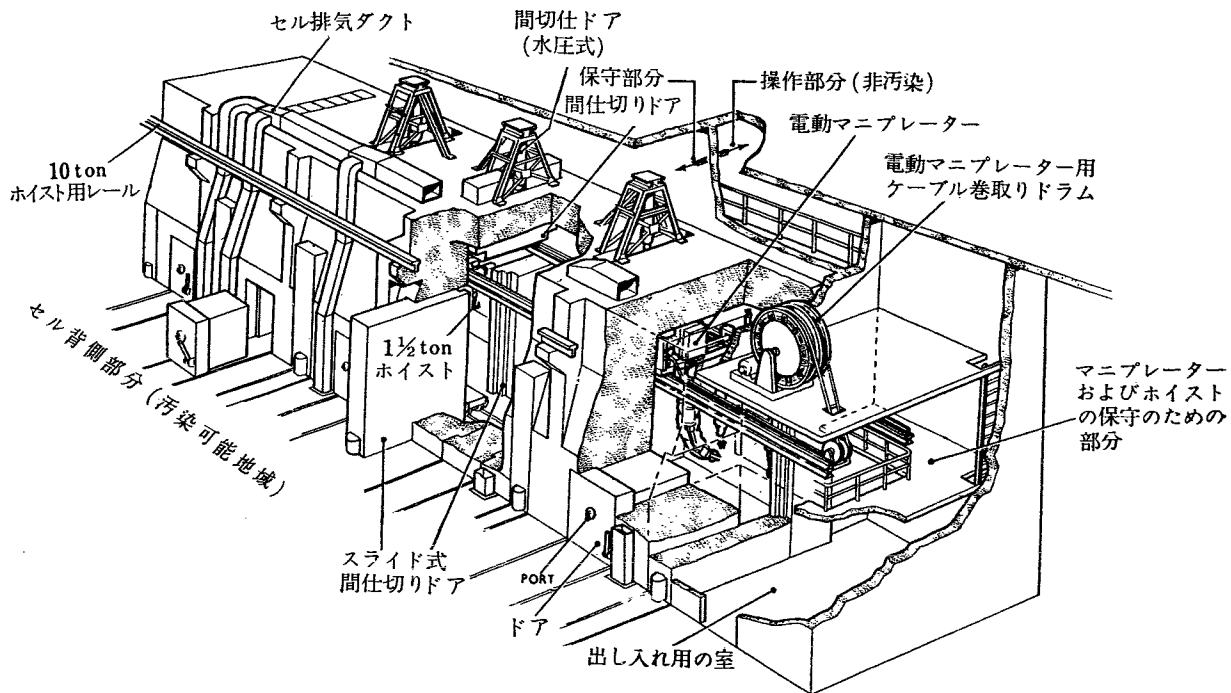 セル排気ダクト
間切仕ドア
(水圧式)
保守部分
間仕切りドア
操作部分(非汚染)
電動マニプレーター
電動マニプレーター用
ケーブル巻取りドラム
10 ton
ホイスト用レール
1½ ton
ホイスト
セル背側部分(汚染可能地域)
マニプレーター
およびホイスト
の保守のための
部分
スライド式
間仕切りドア
PORT
ドア
出し入れ用の室